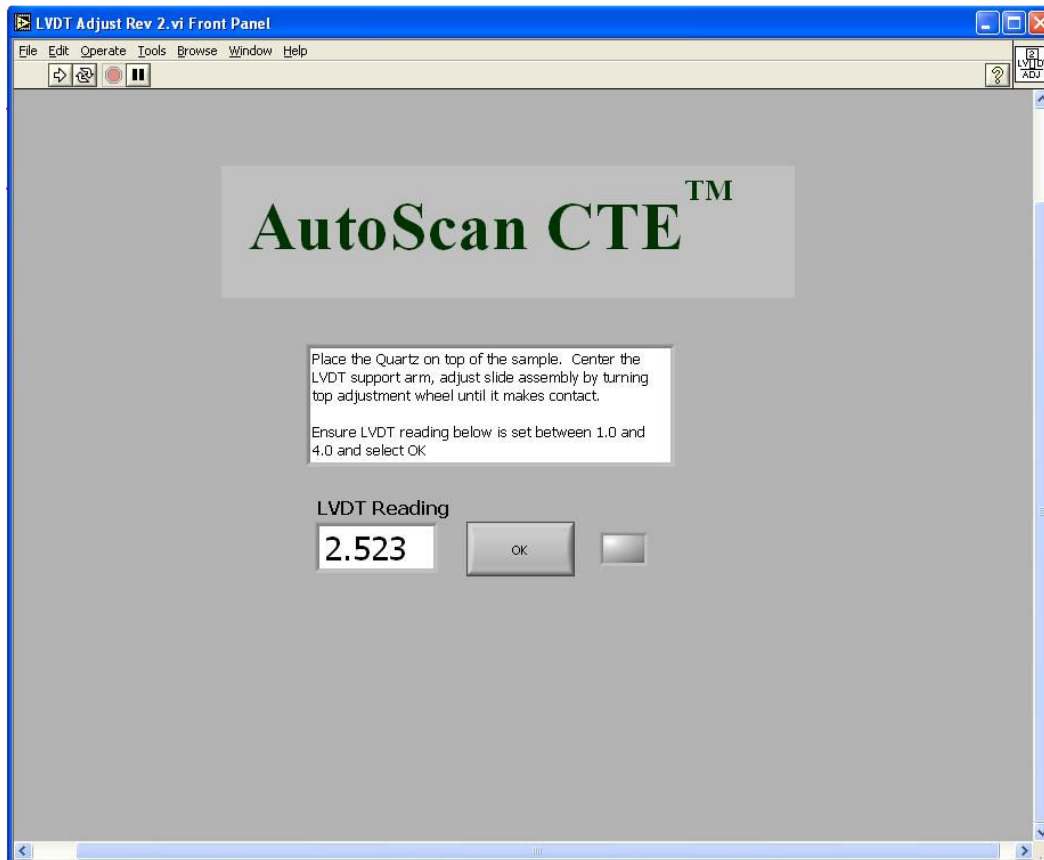 LVDT Adjust Rev 2.vi Front Panel
File Edit Operate Tools Browse Window Help
2
LVDT
ADJ
AutoScan CTE™
Place the Quartz on top of the sample.  Center the
LVDT support arm, adjust slide assembly by turning
top adjustment wheel until it makes contact.
Ensure LVDT reading below is set between 1.0 and
4.0 and select OK
LVDT Reading
2.523
OK